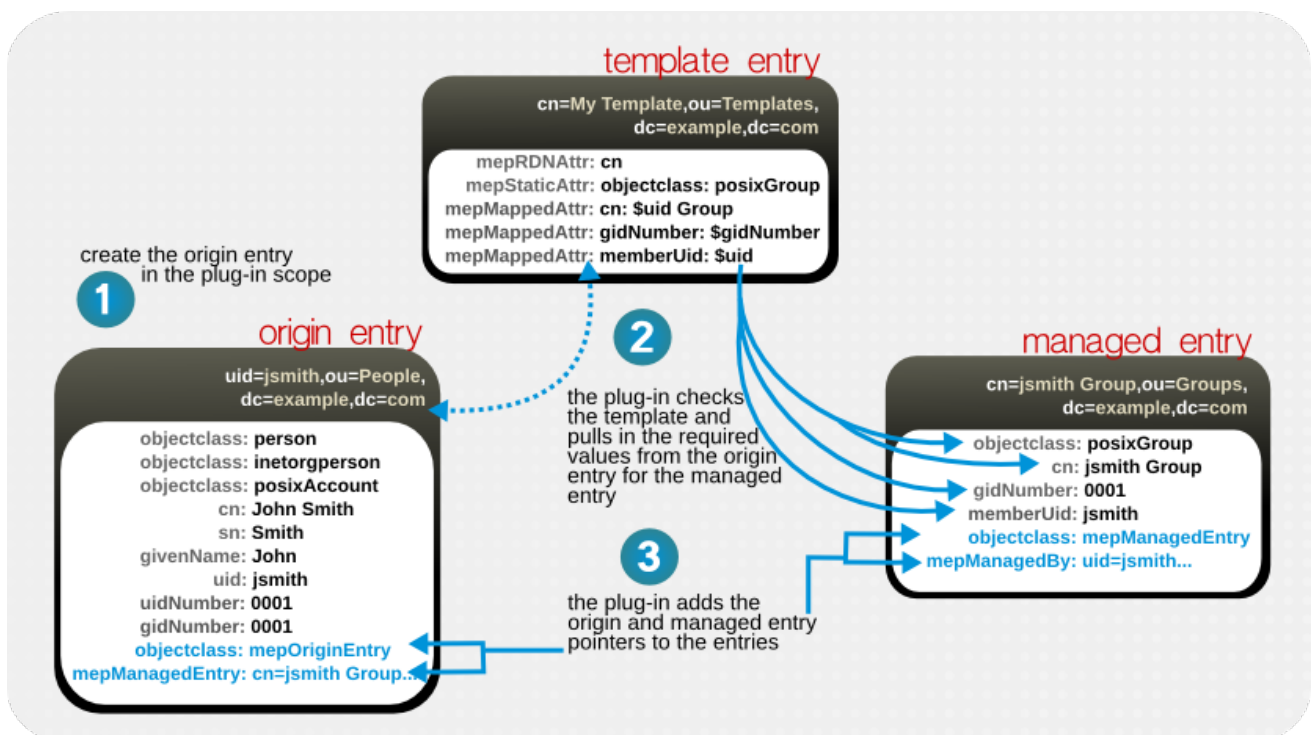 template entry
cn=My Template,ou=Templates,
dc=example,dc=com
mepRDNAttr: cn
mepStaticAttr: objectclass: posixGroup
mepMappedAttr: cn: $uid Group
mepMappedAttr: gidNumber: $gidNumber
mepMappedAttr: memberUid: $uid
create the origin entry
in the plug-in scope
1
origin entry
uid=jsmith,ou=People,
dc=example,dc=com
objectclass: person
objectclass: inetorgperson
objectclass: posixAccount
cn: John Smith
sn: Smith
givenName: John
uid: jsmith
uidNumber: 0001
gidNumber: 0001
objectclass: mepOriginEntry
mepManagedEntry: cn=jsmith Group...
2
the plug-in checks
the template and
pulls in the required
values from the origin
entry for the managed
entry
3
the plug-in adds the
origin and managed entry
pointers to the entries
managed entry
cn=jsmith Group,ou=Groups,
dc=example,dc=com
objectclass: posixGroup
cn: jsmith Group
gidNumber: 0001
memberUid: jsmith
objectclass: mepManagedEntry
mepManagedBy: uid=jsmith...